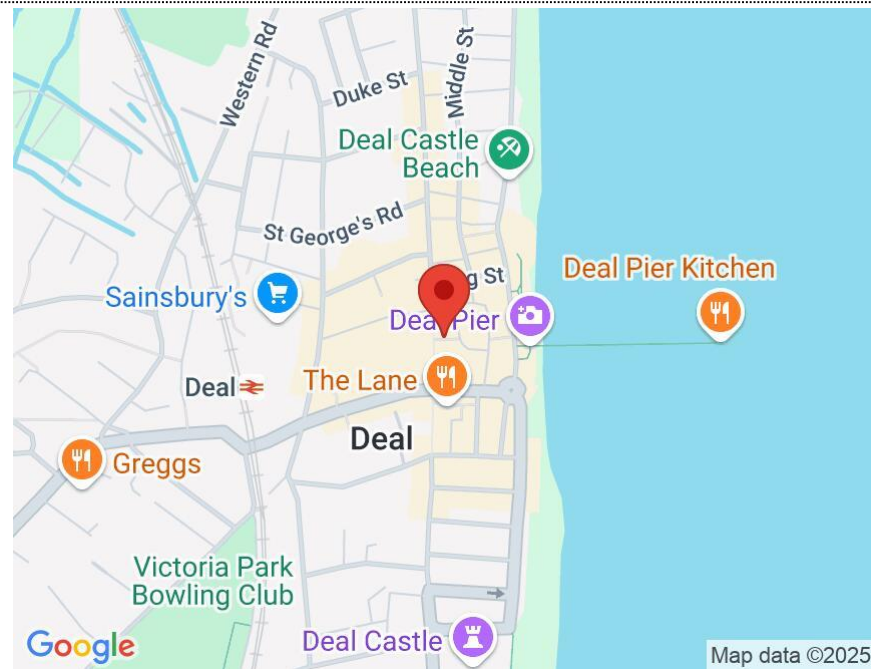 Western Rd
Duke St
Middle St
Deal Castle
Beach
St George's Rd
g St
Deal Pier Kitchen
Sainsbury's
Deal Pier
The Lane
Deal
Deal
Greggs
Victoria Park
Bowling Club
Deal Castle
Google
Map data ©2025